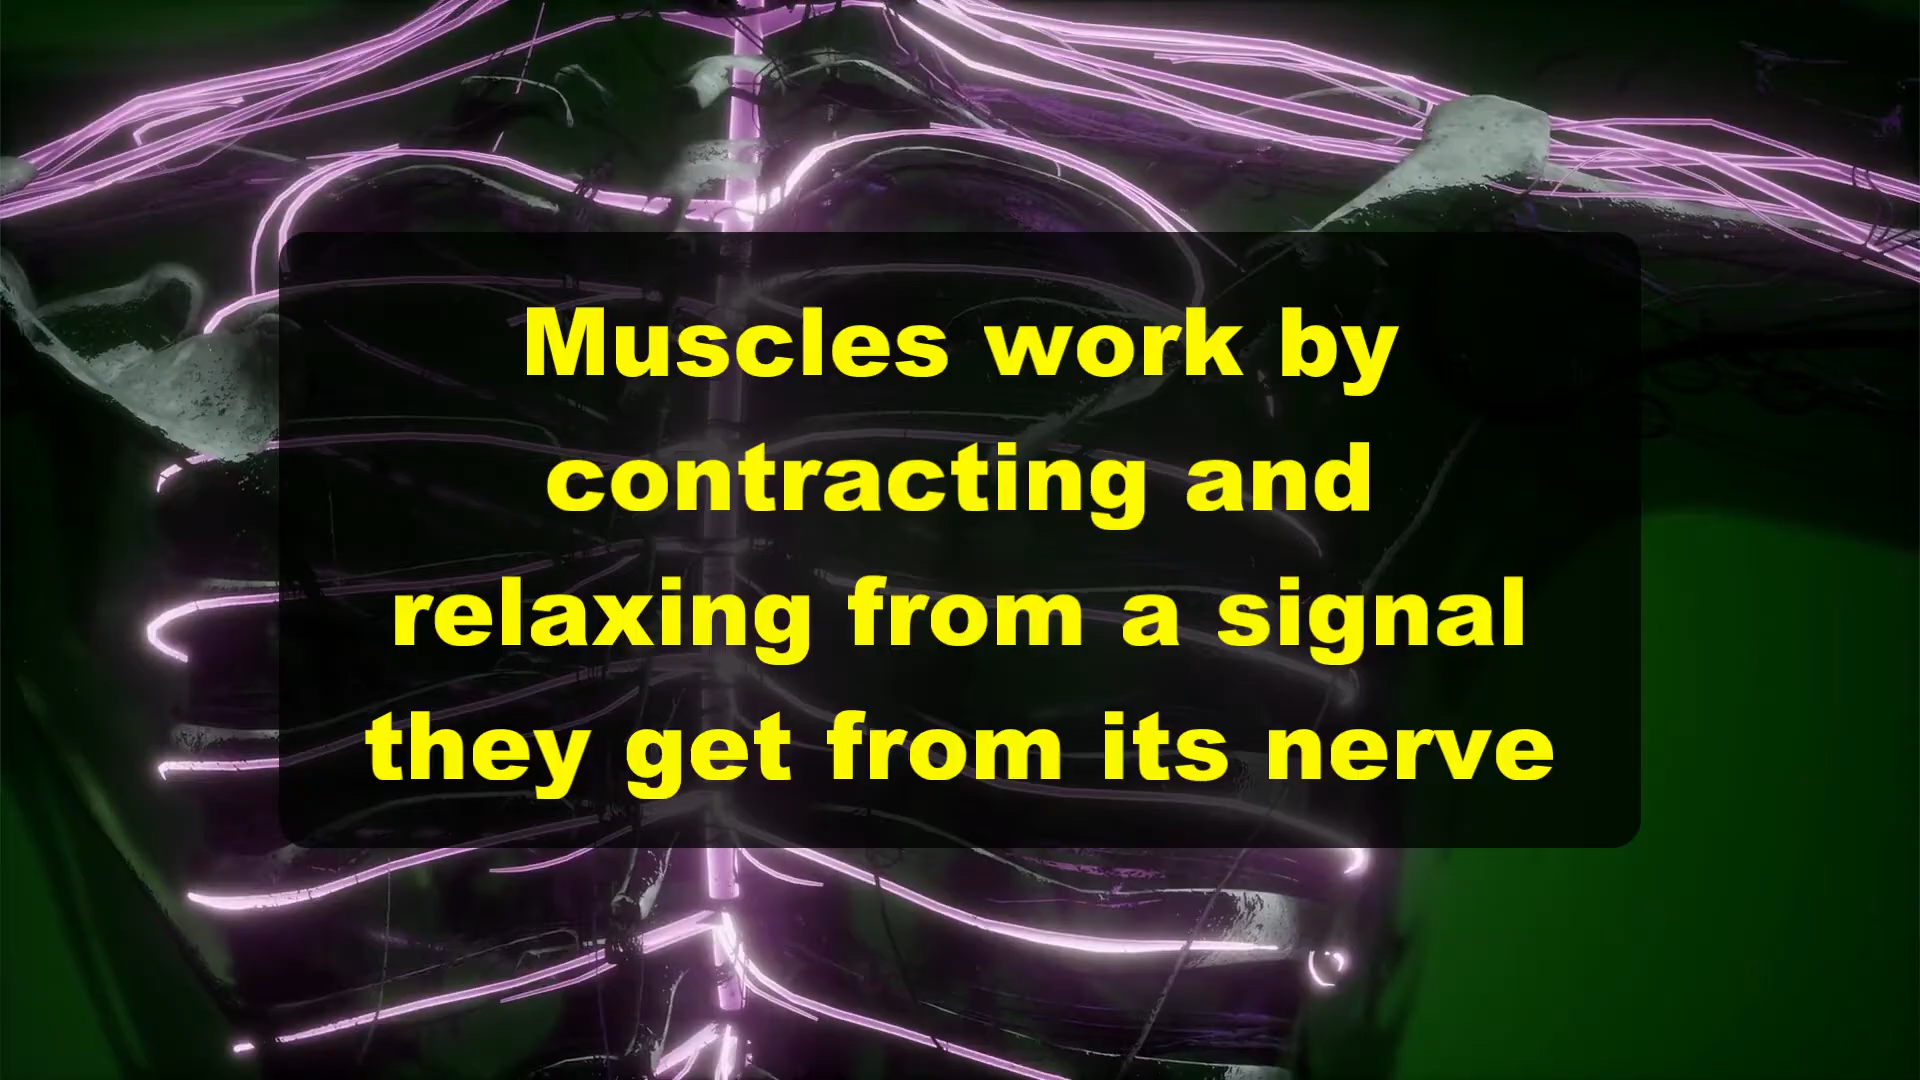 Muscles work by
contracting and
relaxing from a signal
they get from its nerve